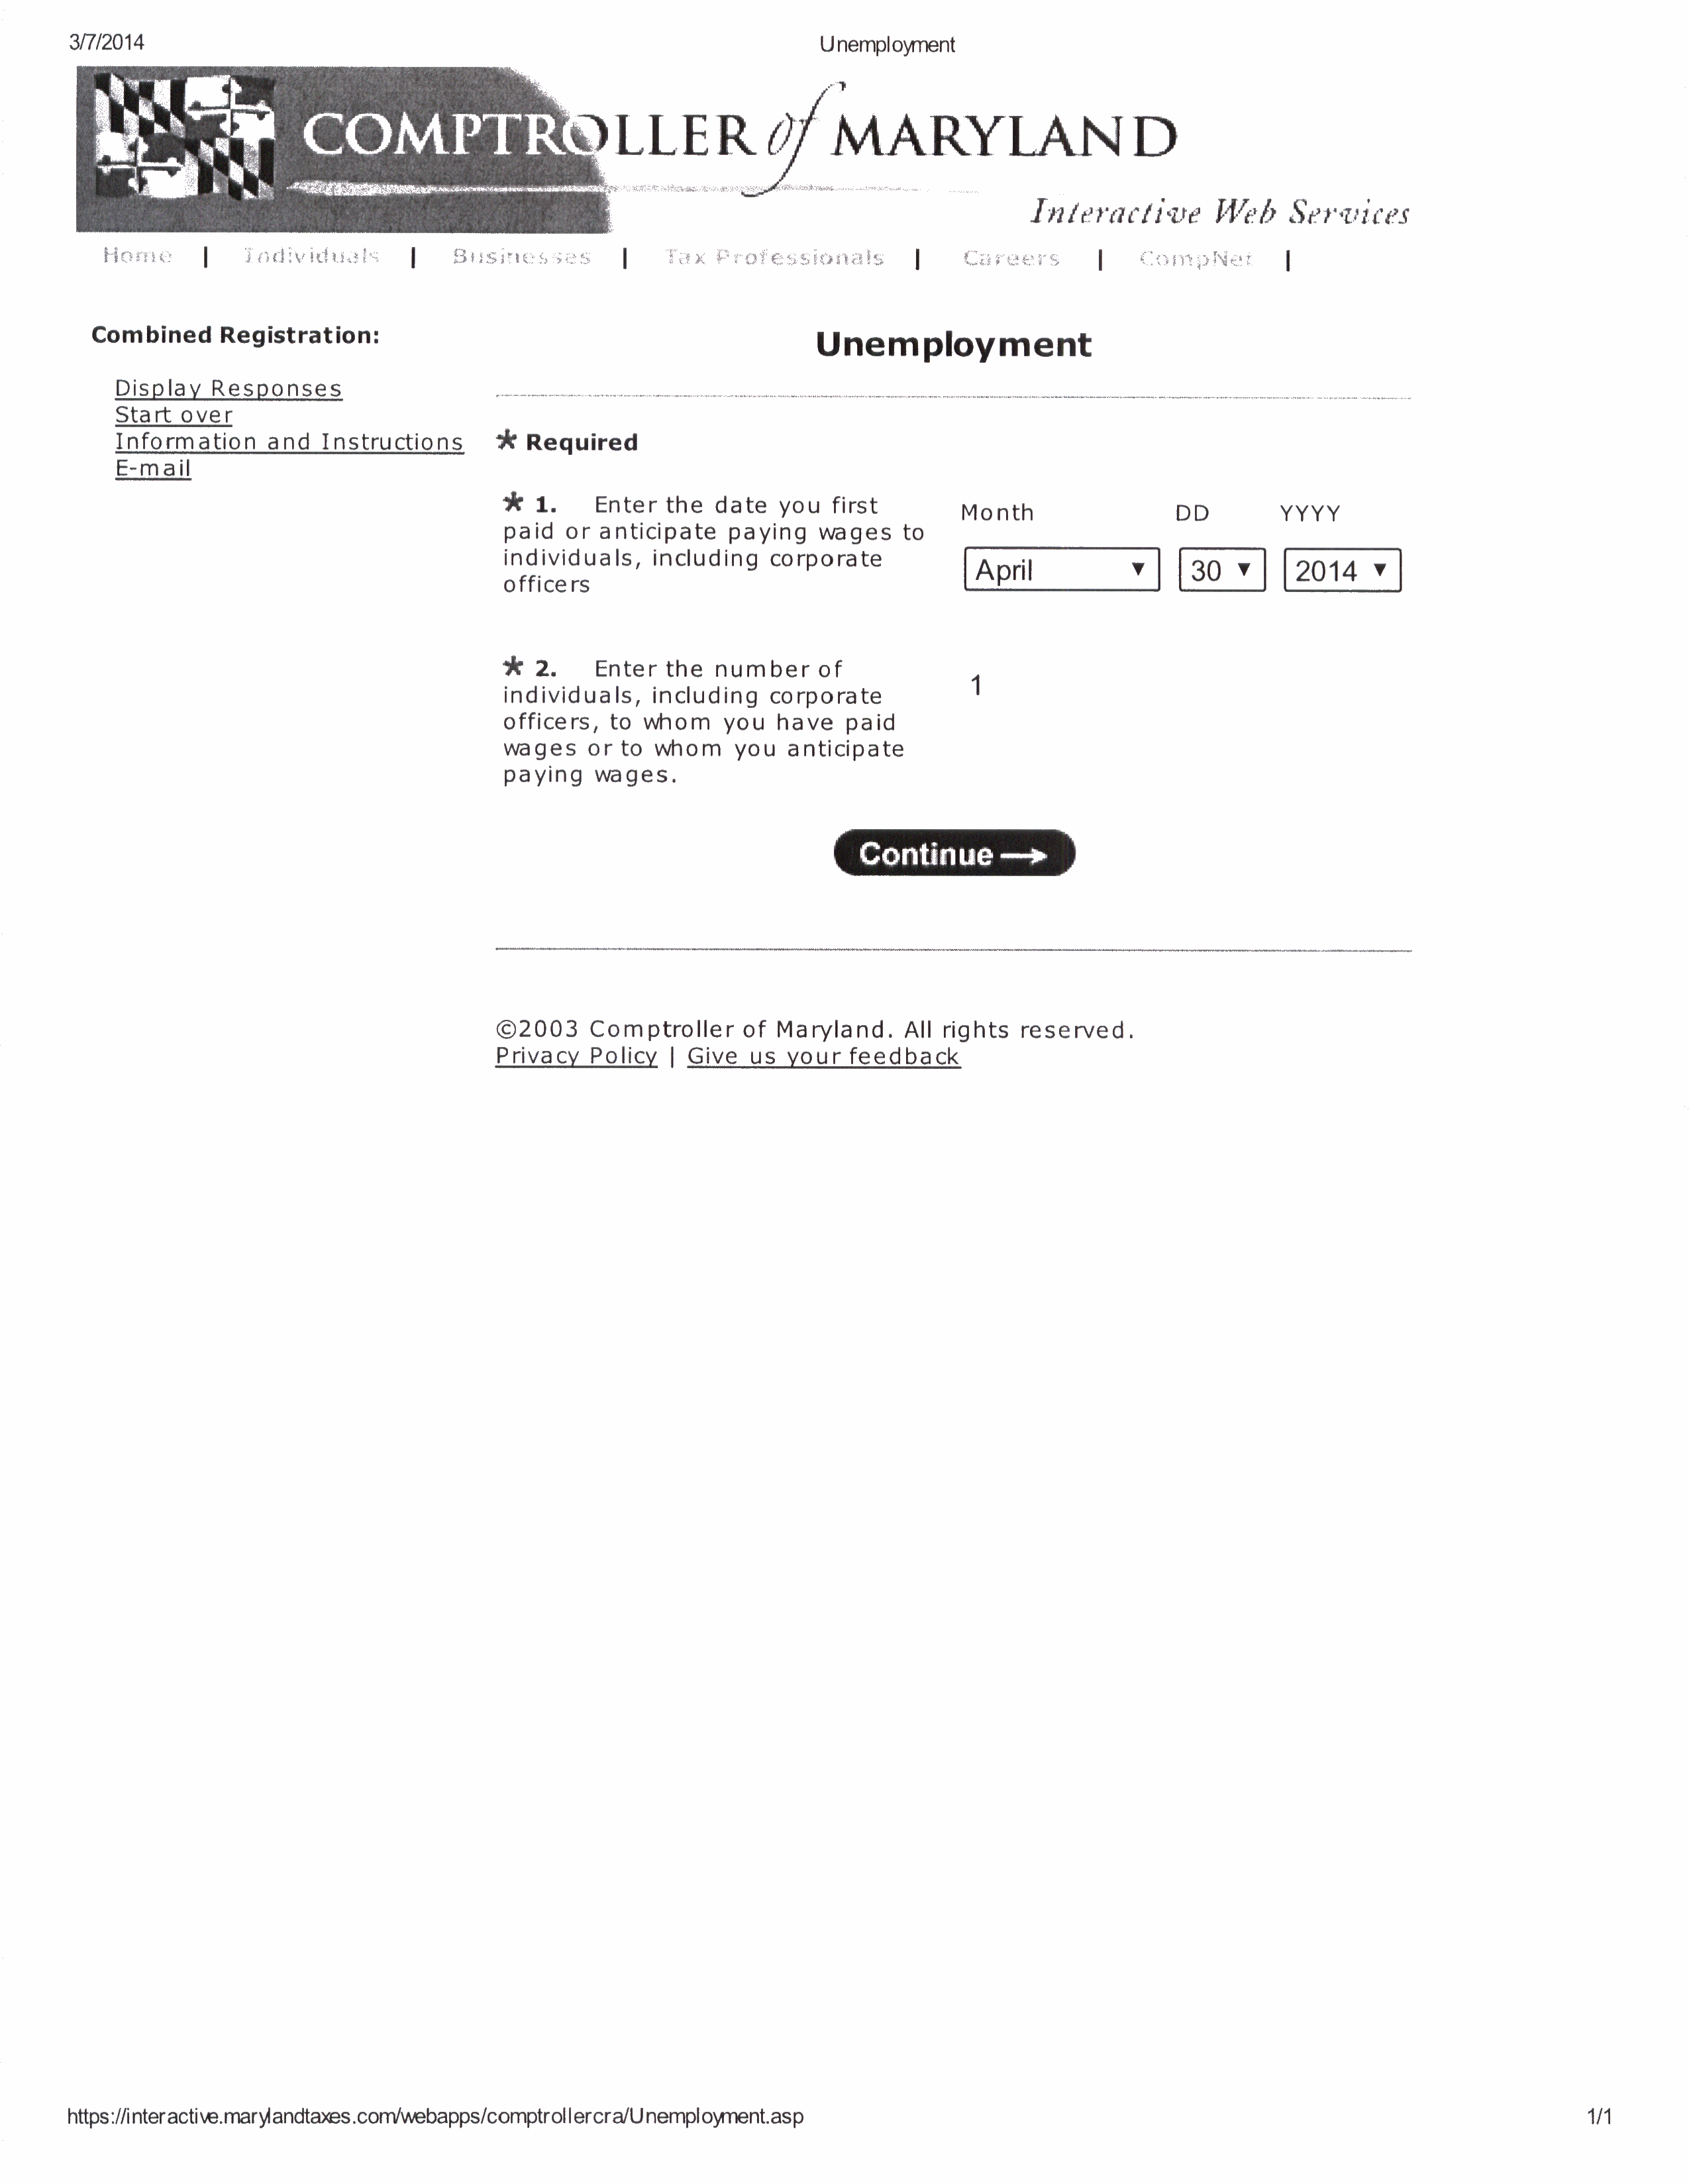 3/7/2014 Unemployment
COMPTROLLER of MARYLAND
Interactive Web Services
Home | Individuals | Businesses | Tax Professionals | Careers | CompNet |
Combined Registration:
Display Responses
Start over
Information and Instructions
E-mail
Unemployment
* Required
* 1. Enter the date you first
paid or anticipate paying wages to
individuals, including corporate
officers
Month DD YYYY
April ▼ 30 ▼ 2014 ▼
* 2. Enter the number of
individuals, including corporate
officers, to whom you have paid
wages or to whom you anticipate
paying wages.
1
Continue →
©2003 Comptroller of Maryland. All rights reserved.
Privacy Policy | Give us your feedback
https://interactive.marylandtaxes.com/webapps/comptrollercra/Unemployment.asp 1/1